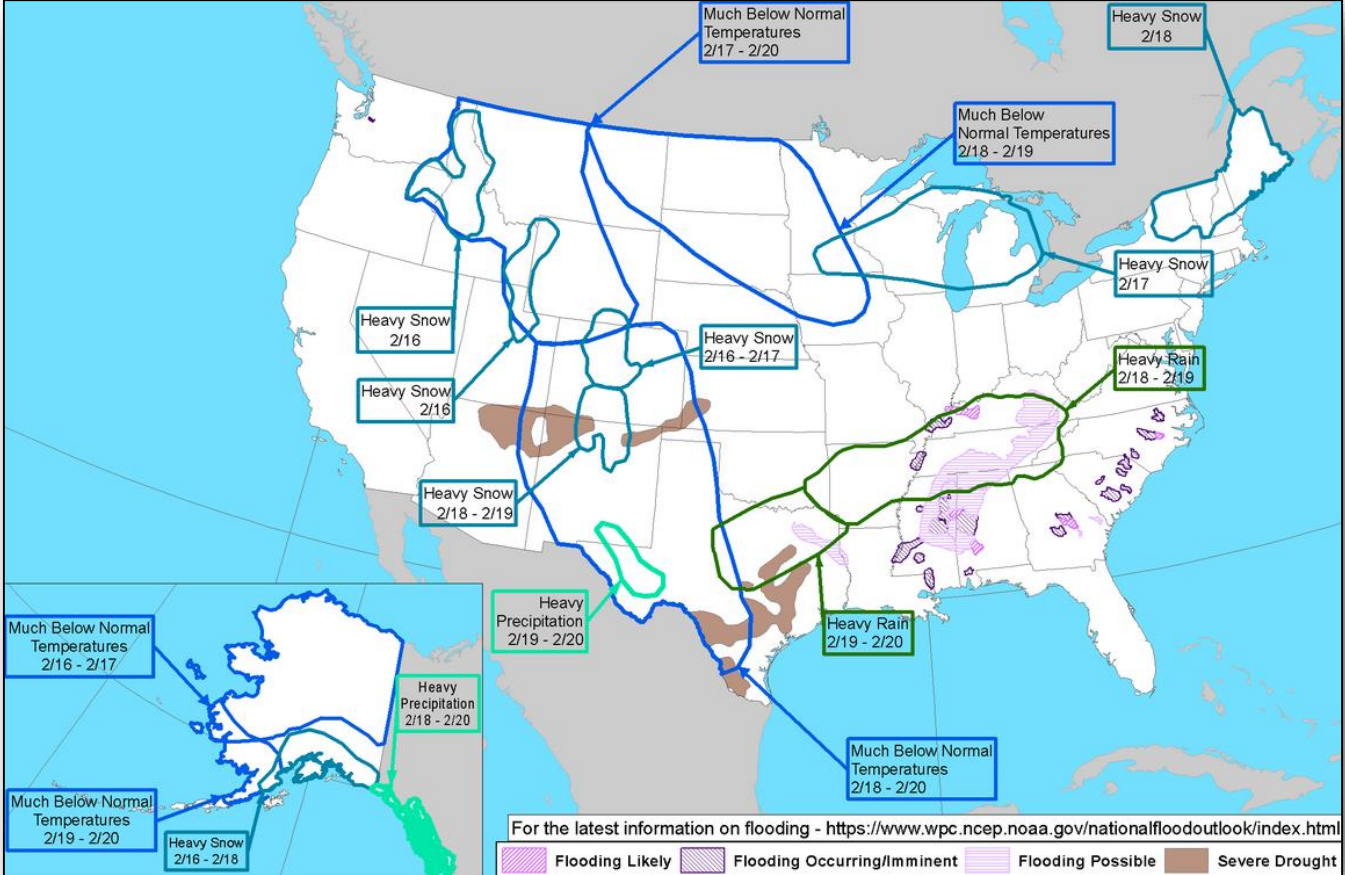 Much Below Normal
Temperatures
2/17 - 2/20
Heavy Snow
2/18
Much Below
Normal Temperatures
2/18 - 2/19
Heavy Snow
2/17
Heavy Snow
2/16
Heavy Snow
2/16 - 2/17
Heavy Rain
2/18 - 2/19
Heavy Snow
2/16
Heavy Snow
2/18 - 2/19
Heavy
Precipitation
2/19 - 2/20
Heavy Rain
2/19 - 2/20
Much Below Normal
Temperatures
2/16 - 2/17
Heavy
Precipitation
2/18 - 2/20
Much Below Normal
Temperatures
2/18 - 2/20
Much Below Normal
Temperatures
2/19 - 2/20
Heavy Snow
2/16 - 2/18
For the latest information on flooding - https://www.wpc.ncep.noaa.gov/nationalfloodoutlook/index.html
Flooding Likely
Flooding Occurring/Imminent
Flooding Possible
Severe Drought